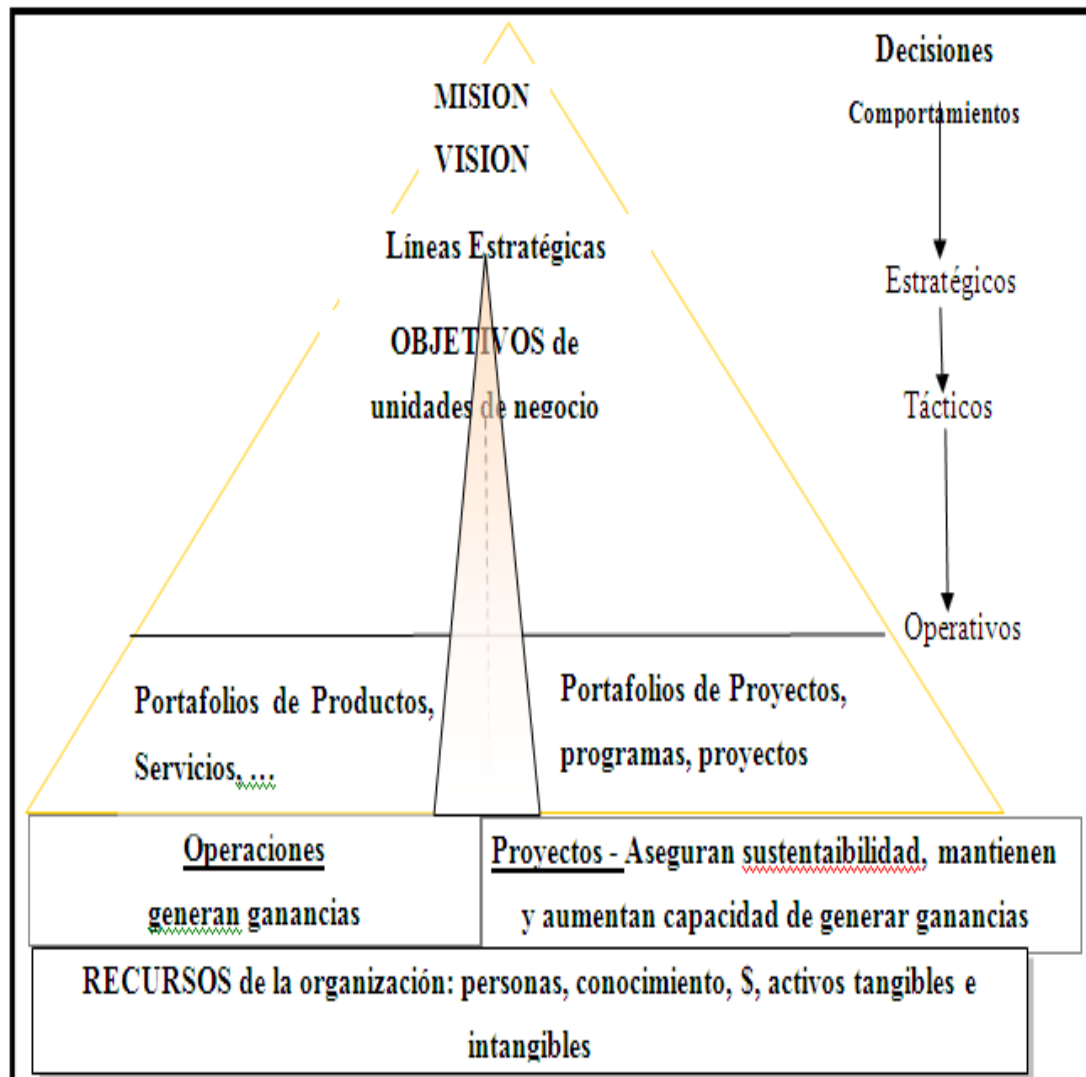 MISION
VISION
Líneas Estratégicas
OBJETIVOS de
unidades de negocio
Decisiones
Comportamientos
Estratégicos
Tácticos
Operativos
Portafolios de Productos,
Servicios, ...
Portafolios de Proyectos,
programas, proyectos
Operaciones
generan ganancias
Proyectos - Aseguran sustentaibilidad, mantienen
y aumentan capacidad de generar ganancias
RECURSOS de la organización: personas, conocimiento, $, activos tangibles e
intangibles